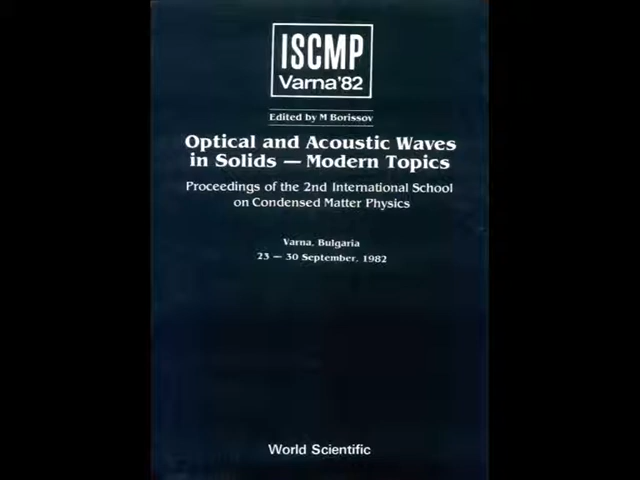 ISCMP
Varna'82
Edited by M Borissov
Optical and Acoustic Waves
in Solids — Modern Topics
Proceedings of the 2nd International School
on Condensed Matter Physics
Varna, Bulgaria
23 — 30 September, 1982
World Scientific